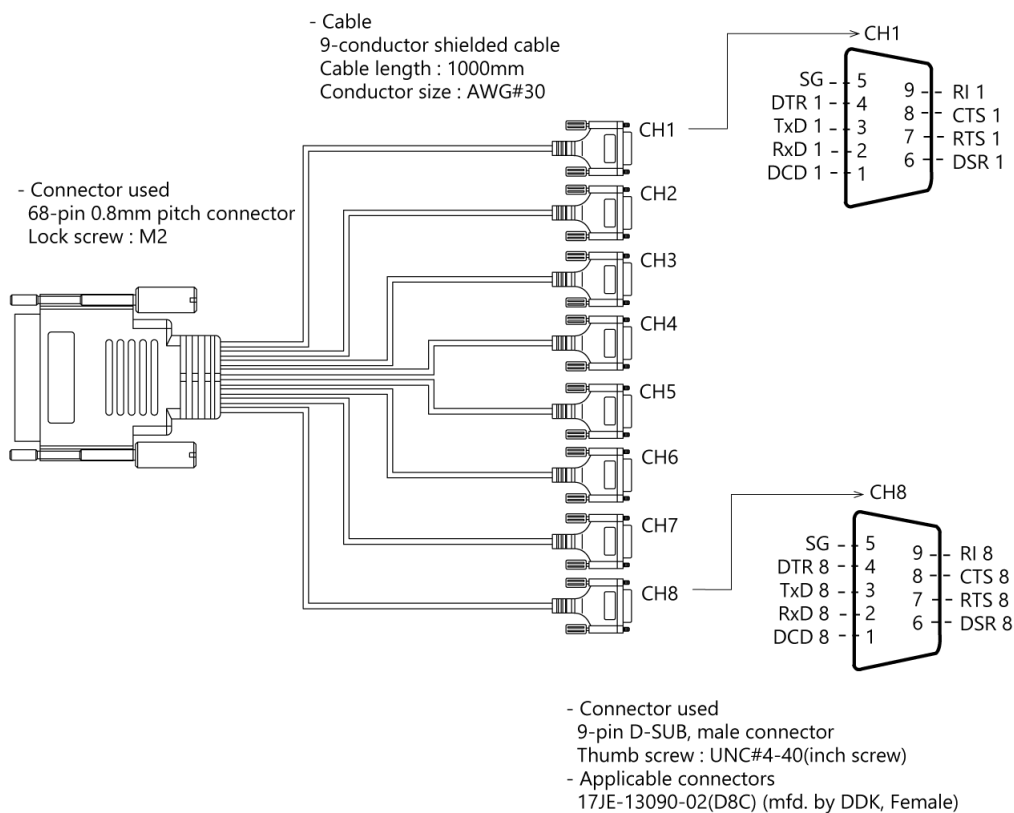 - Cable
9-conductor shielded cable
Cable length : 1000mm
Conductor size : AWG#30
- Connector used
68-pin 0.8mm pitch connector
Lock screw : M2
CH1
CH2
CH3
CH4
CH5
CH6
CH7
CH8
CH1
SG 5
DTR 1 4
TxD 1 3
RxD 1 2
DCD 1 1
9 RI 1
8 CTS 1
7 RTS 1
6 DSR 1
CH8
SG 5
DTR 8 4
TxD 8 3
RxD 8 2
DCD 8 1
9 RI 8
8 CTS 8
7 RTS 8
6 DSR 8
- Connector used
9-pin D-SUB, male connector
Thumb screw : UNC#4-40(inch screw)
- Applicable connectors
17JE-13090-02(D8C) (mfd. by DDK, Female)